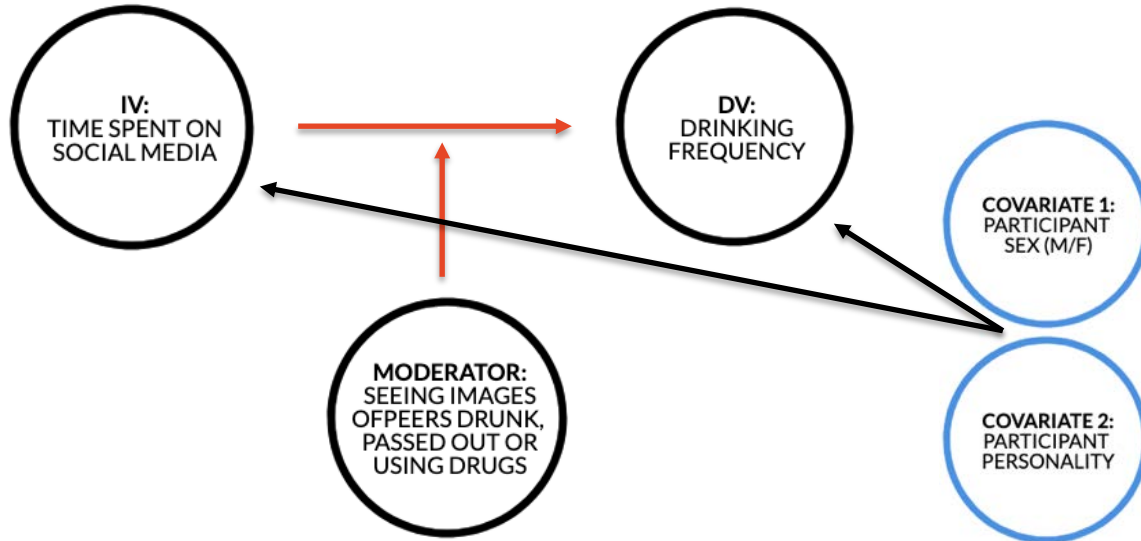 IV:
TIME SPENT ON
SOCIAL MEDIA
DV:
DRINKING
FREQUENCY
COVARIATE 1:
PARTICIPANT
SEX (M/F)
MODERATOR:
SEEING IMAGES
OFPEERS DRUNK,
PASSED OUT OR
USING DRUGS
COVARIATE 2:
PARTICIPANT
PERSONALITY